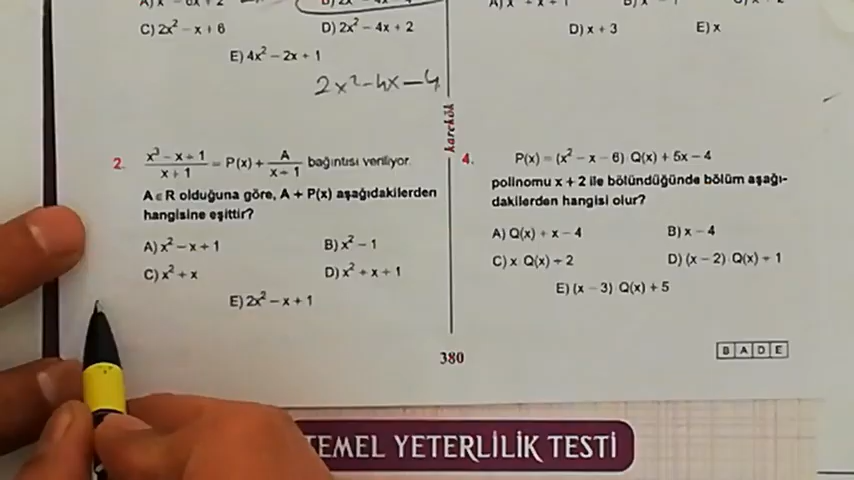 C) 2x² – x + 6
D) 2x² – 4x + 2
E) 4x² – 2x + 1
2x² – 4x – 4
2. (x³ – x + 1)/(x + 1) = P(x) + A/(x + 1) bağıntısı veriliyor.
A ∈ R olduğuna göre, A + P(x) aşağıdakilerden
hangisine eşittir?
A) x² – x + 1
B) x² – 1
C) x² + x
D) x² + x + 1
E) 2x² – x + 1
karekök
D) x + 3
E) x
4. P(x) = (x² – x – 6) Q(x) + 5x – 4
polinomu x + 2 ile bölündüğünde bölüm aşağı-
dakilerden hangisi olur?
A) Q(x) + x – 4
B) x – 4
C) x Q(x) + 2
D) (x – 2) Q(x) + 1
E) (x – 3) Q(x) + 5
380
B A D E
TEMEL YETERLİLİK TESTİ